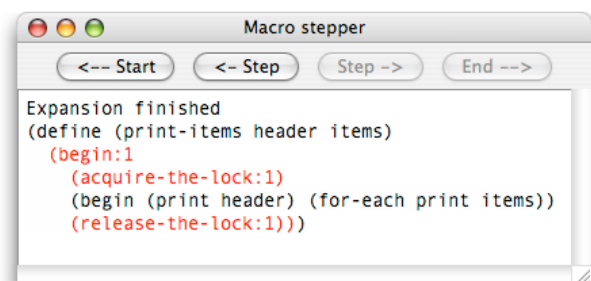 Macro stepper
<-- Start <- Step Step -> End -->
Expansion finished
(define (print-items header items)
  (begin:1
    (acquire-the-lock:1)
    (begin (print header) (for-each print items))
    (release-the-lock:1)))